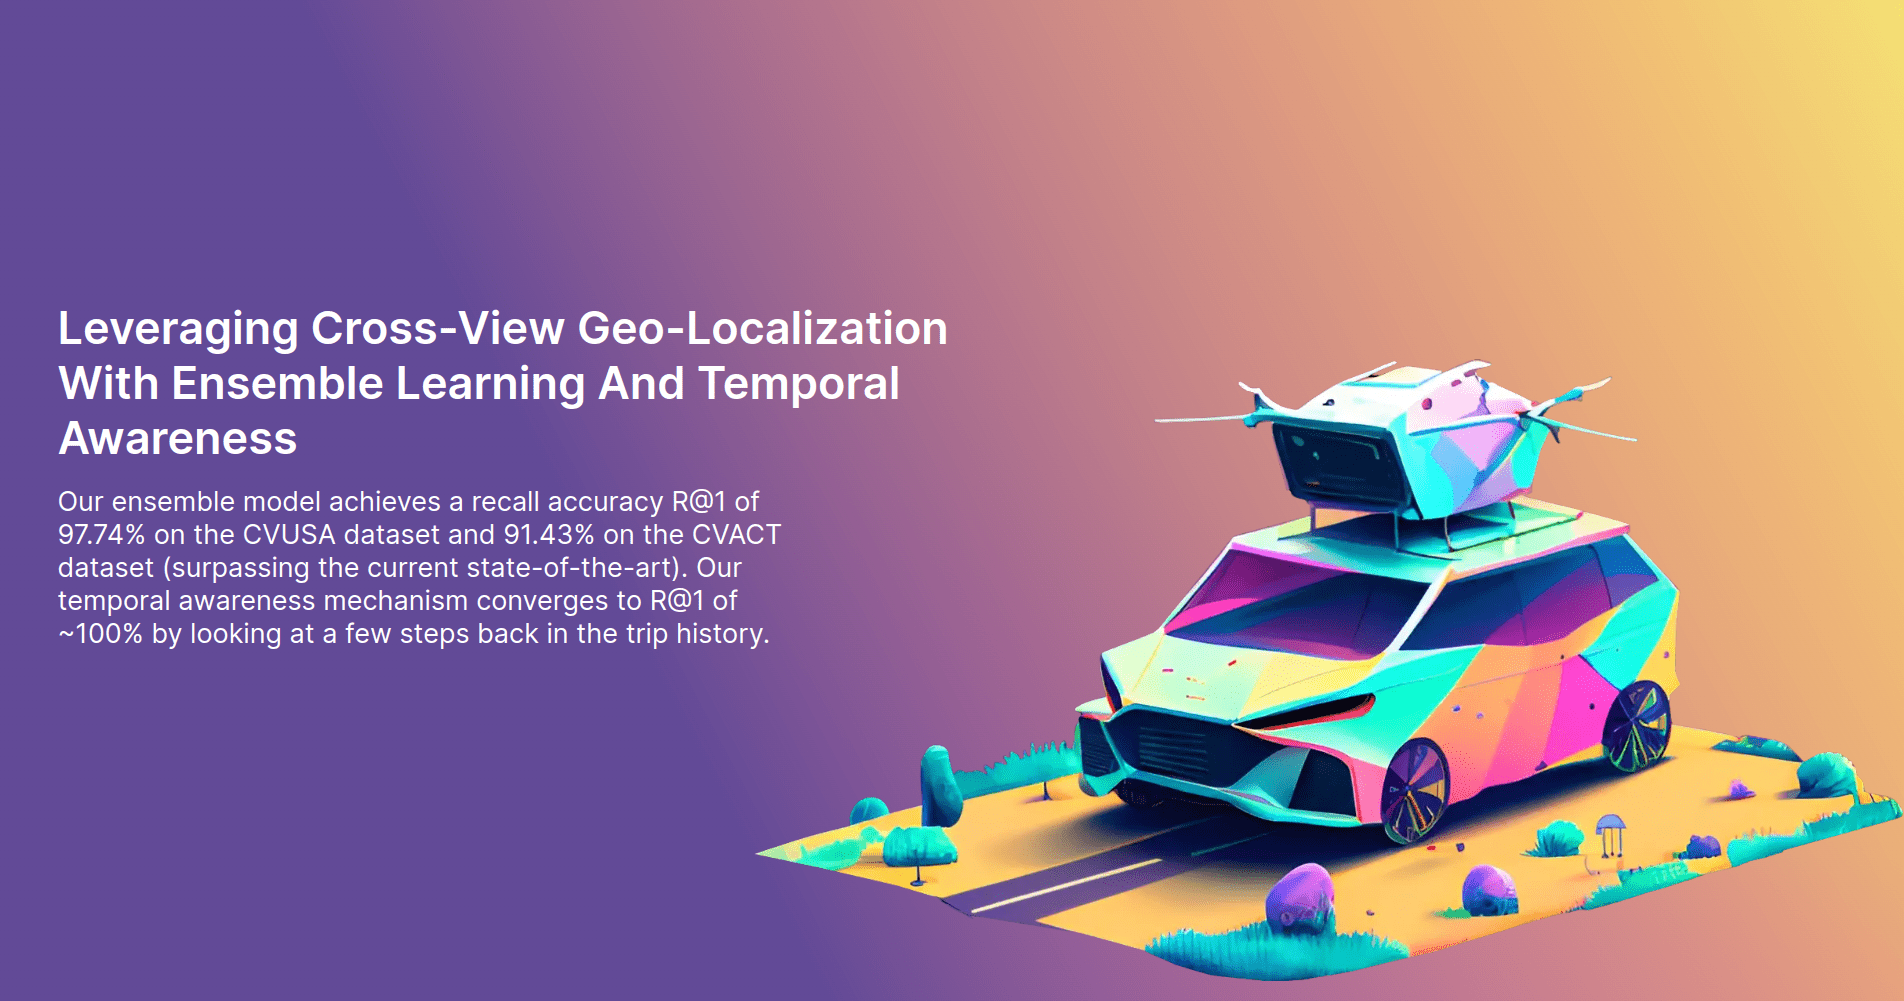 Leveraging Cross-View Geo-Localization
With Ensemble Learning And Temporal
Awareness
Our ensemble model achieves a recall accuracy R@1 of
97.74% on the CVUSA dataset and 91.43% on the CVACT
dataset (surpassing the current state-of-the-art). Our
temporal awareness mechanism converges to R@1 of
~100% by looking at a few steps back in the trip history.